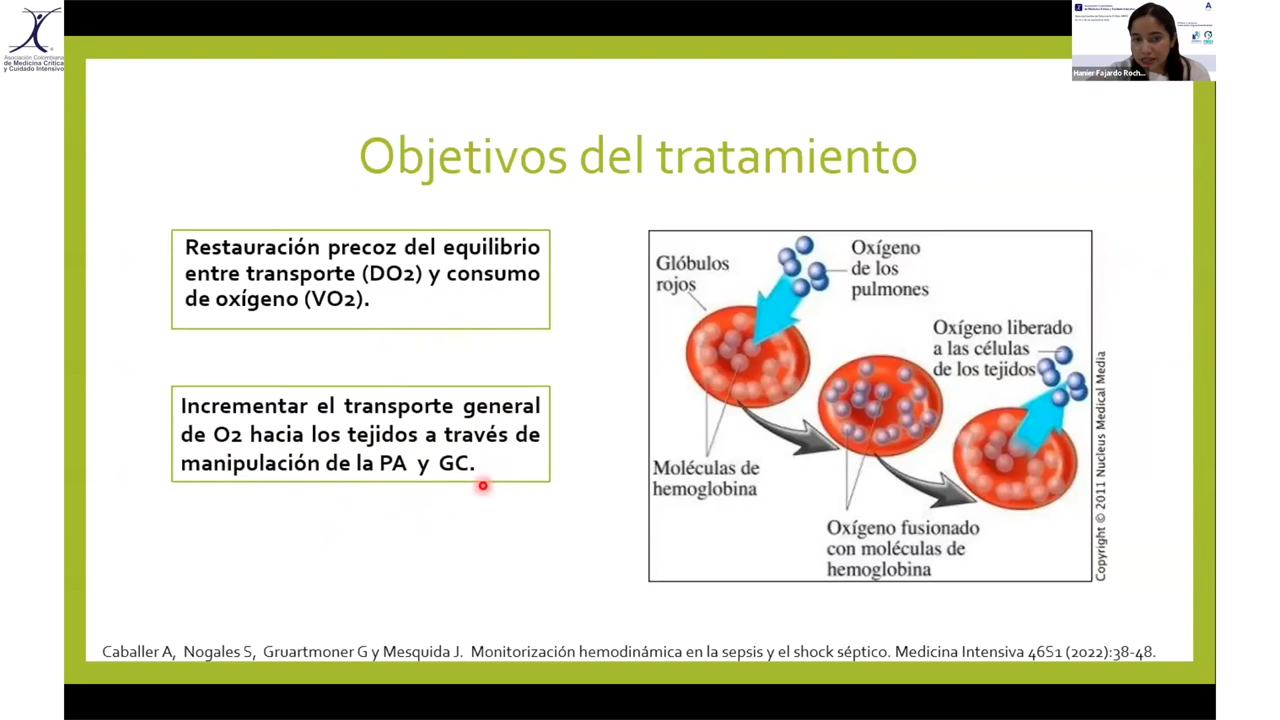 Asociación Colombiana
de Medicina Crítica
y Cuidado Intensivo
Hanier Fajardo Roch...
Objetivos del tratamiento
Restauración precoz del equilibrio
entre transporte (DO2) y consumo
de oxígeno (VO2).
Incrementar el transporte general
de O2 hacia los tejidos a través de
manipulación de la PA y GC.
Glóbulos
rojos
Oxígeno
de los
pulmones
Oxígeno liberado
a las células
de los tejidos
Moléculas de
hemoglobina
Oxígeno fusionado
con moléculas de
hemoglobina
Copyright © 2011 Nucleus Medical Media
Caballer A, Nogales S, Gruartmoner G y Mesquida J. Monitorización hemodinámica en la sepsis y el shock séptico. Medicina Intensiva 46S1 (2022):38-48.